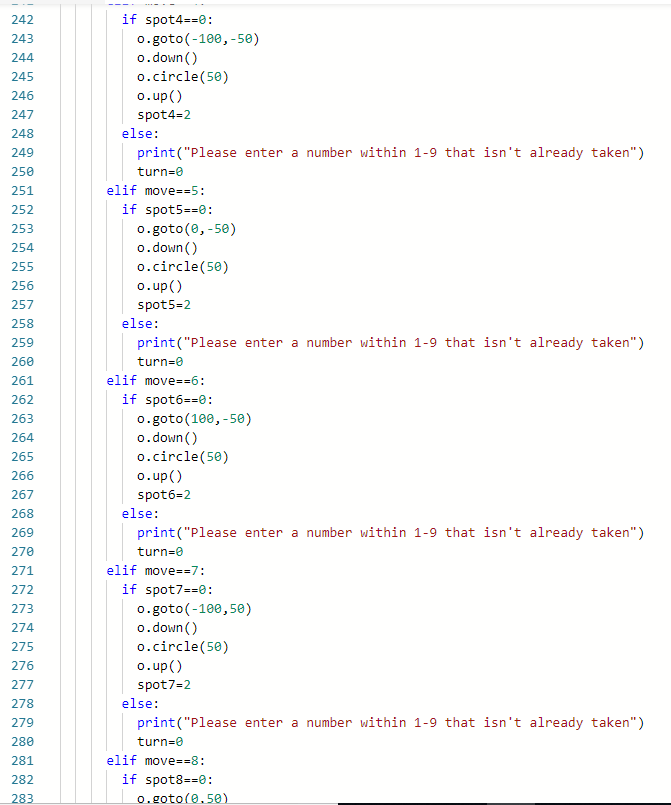 242 if spot4==0:
243 o.goto(-100,-50)
244 o.down()
245 o.circle(50)
246 o.up()
247 spot4=2
248 else:
249 print("Please enter a number within 1-9 that isn't already taken")
250 turn=0
251 elif move==5:
252 if spot5==0:
253 o.goto(0,-50)
254 o.down()
255 o.circle(50)
256 o.up()
257 spot5=2
258 else:
259 print("Please enter a number within 1-9 that isn't already taken")
260 turn=0
261 elif move==6:
262 if spot6==0:
263 o.goto(100,-50)
264 o.down()
265 o.circle(50)
266 o.up()
267 spot6=2
268 else:
269 print("Please enter a number within 1-9 that isn't already taken")
270 turn=0
271 elif move==7:
272 if spot7==0:
273 o.goto(-100,50)
274 o.down()
275 o.circle(50)
276 o.up()
277 spot7=2
278 else:
279 print("Please enter a number within 1-9 that isn't already taken")
280 turn=0
281 elif move==8:
282 if spot8==0:
283 o.goto(0,50)